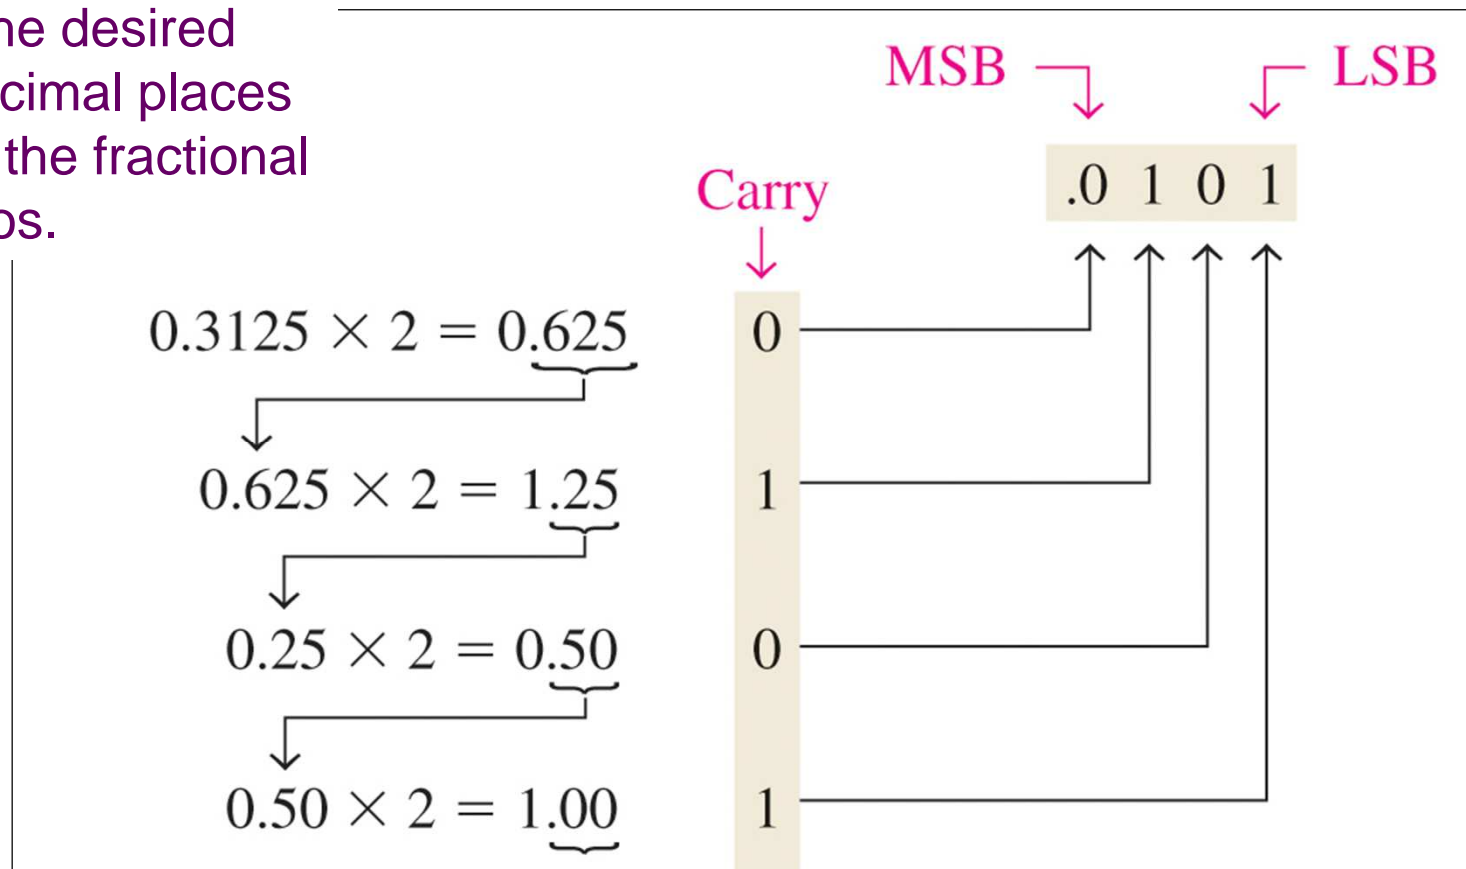 he desired
cimal places
the fractional
os.
MSB LSB
.0 1 0 1
Carry
0.3125 × 2 = 0.625 0
0.625 × 2 = 1.25 1
0.25 × 2 = 0.50 0
0.50 × 2 = 1.00 1